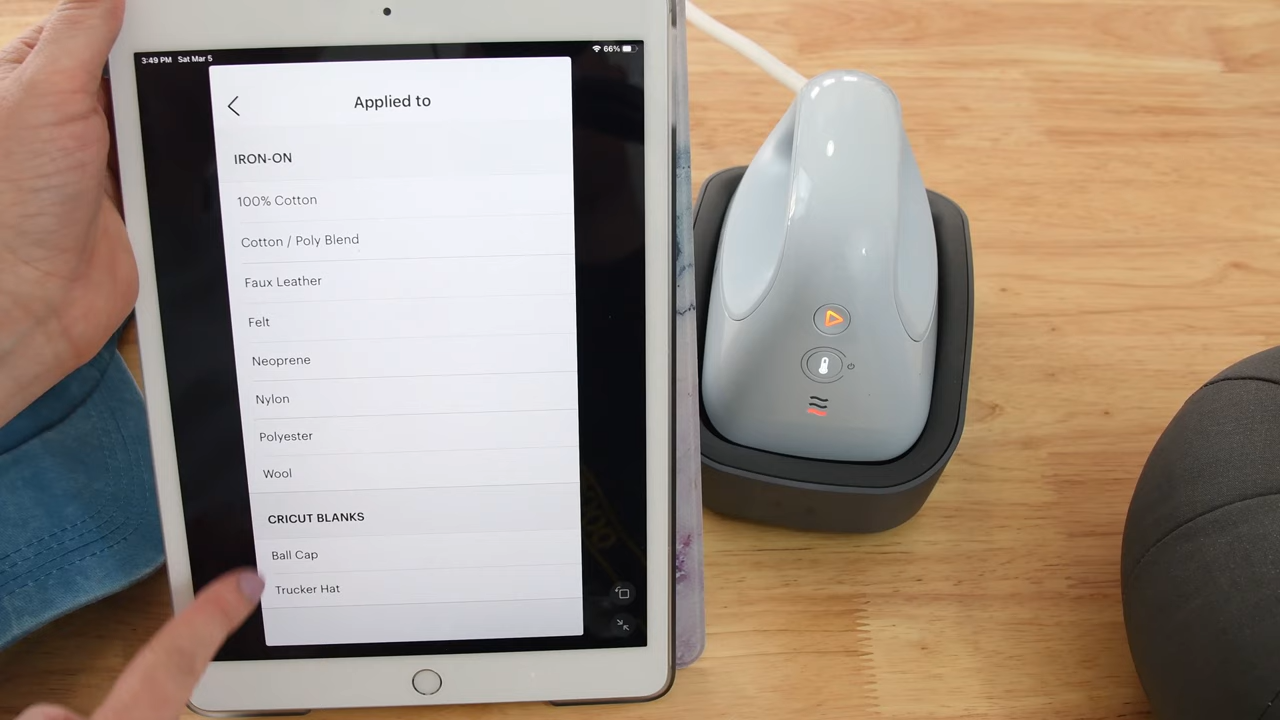 3:49 PM Sat Mar 5
66%
Applied to
IRON-ON
100% Cotton
Cotton / Poly Blend
Faux Leather
Felt
Neoprene
Nylon
Polyester
Wool
CRICUT BLANKS
Ball Cap
Trucker Hat